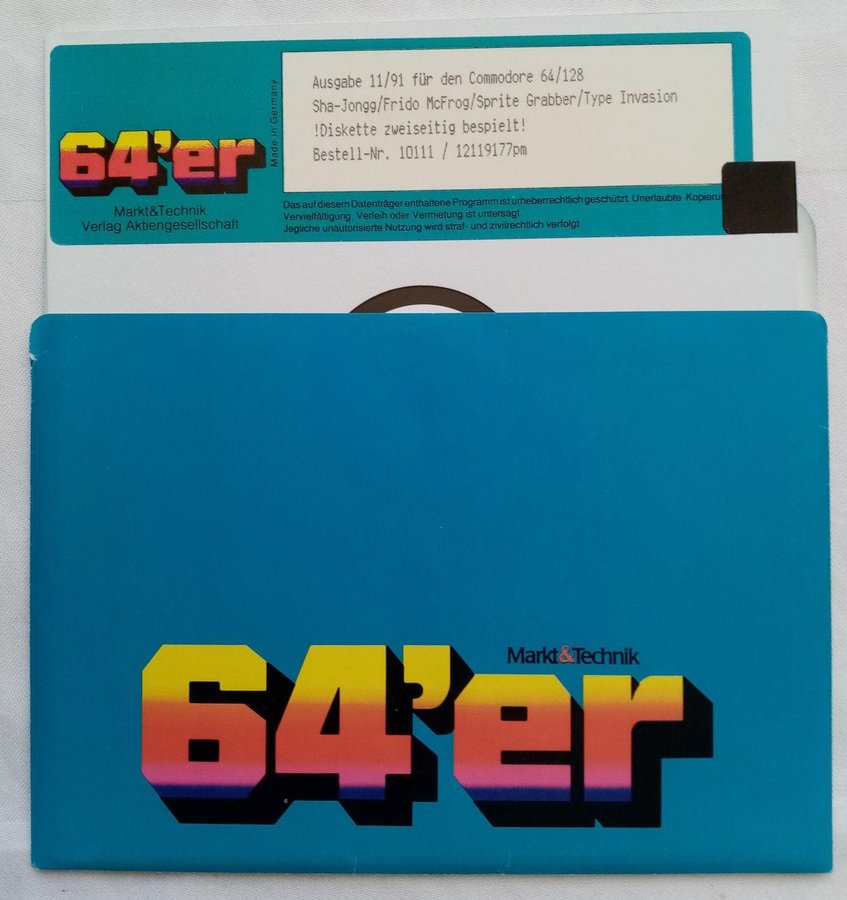 Ausgabe 11/91 für den Commodore 64/128
Sha-Jongg/Frido McFrog/Sprite Grabber/Type Invasion
!Diskette zweiseitig bespielt!
Bestell-Nr. 10111 / 12119177pm
Made in Germany
64'er
Markt&Technik
Verlag Aktiengesellschaft
Das auf diesem Datenträger enthaltene Programm ist urheberrechtlich geschützt. Unerlaubte Kopieru
Vervielfältigung, Verleih oder Vermietung ist untersagt.
Jegliche unautorisierte Nutzung wird straf- und zivilrechtlich verfolgt.
Markt&Technik
64'er